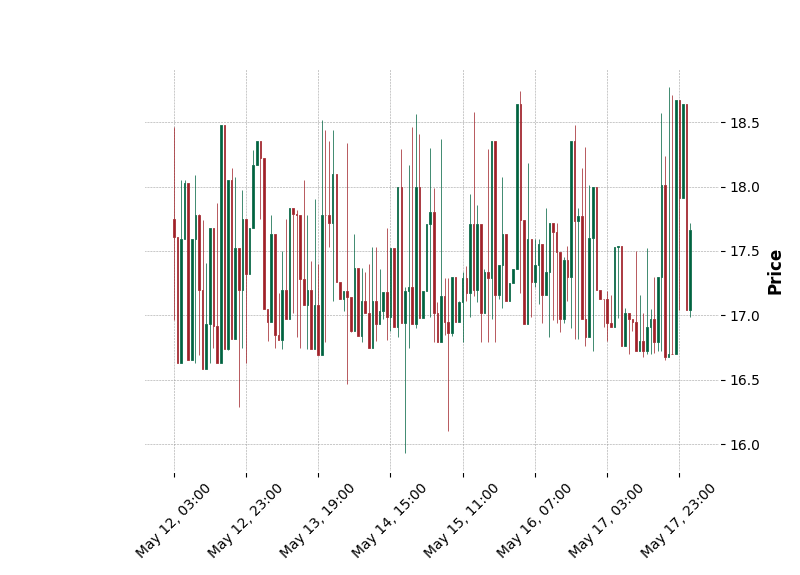 18.5
18.0
17.5
17.0
16.5
16.0
Price
May 12, 03:00
May 12, 23:00
May 13, 19:00
May 14, 15:00
May 15, 11:00
May 16, 07:00
May 17, 03:00
May 17, 23:00